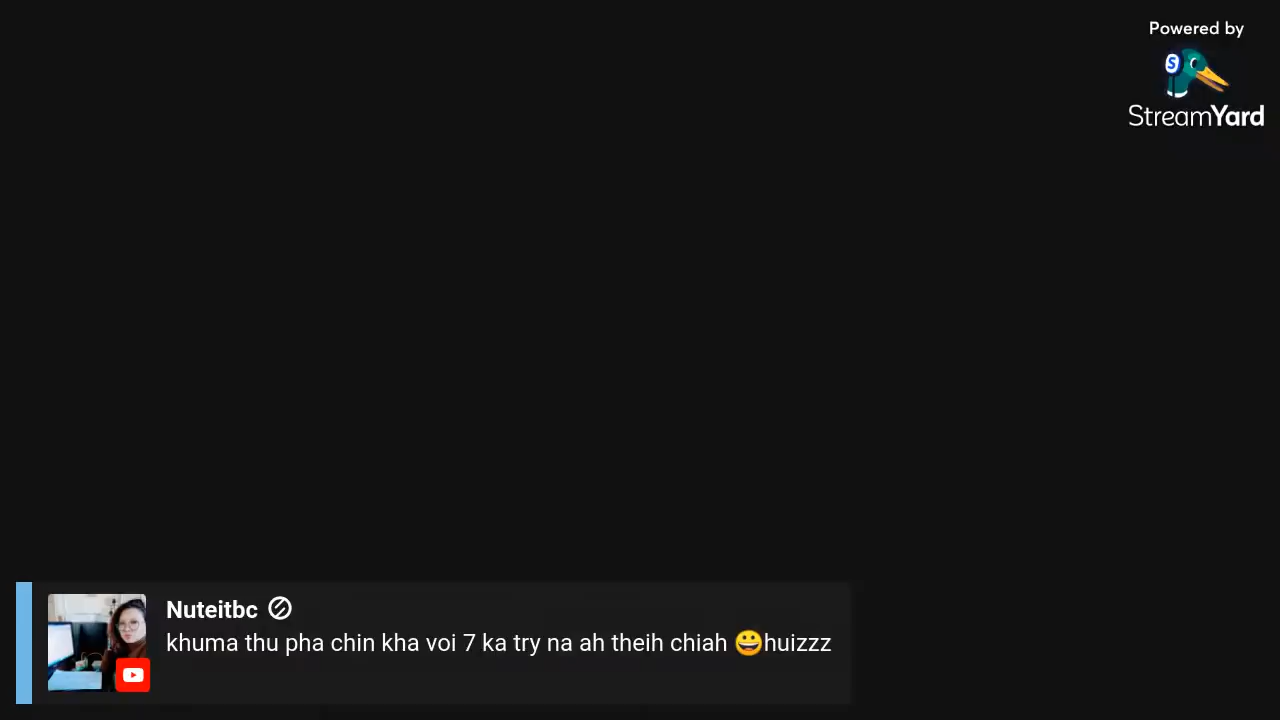 Powered by
StreamYard
Nuteitbc
khuma thu pha chin kha voi 7 ka try na ah theih chiah 😀huizzz